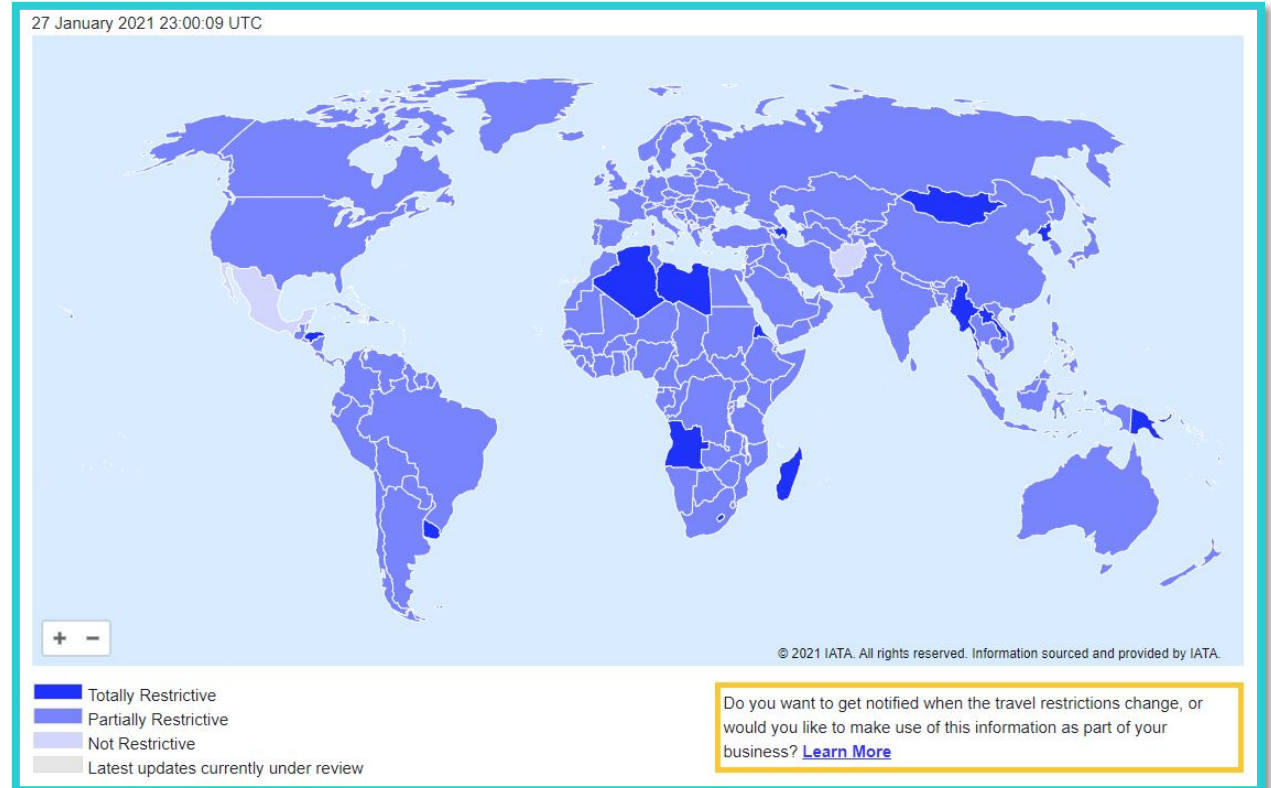 27 January 2021 23:00:09 UTC
+ −
© 2021 IATA. All rights reserved. Information sourced and provided by IATA.
Totally Restrictive
Partially Restrictive
Not Restrictive
Latest updates currently under review
Do you want to get notified when the travel restrictions change, or
would you like to make use of this information as part of your
business? Learn More